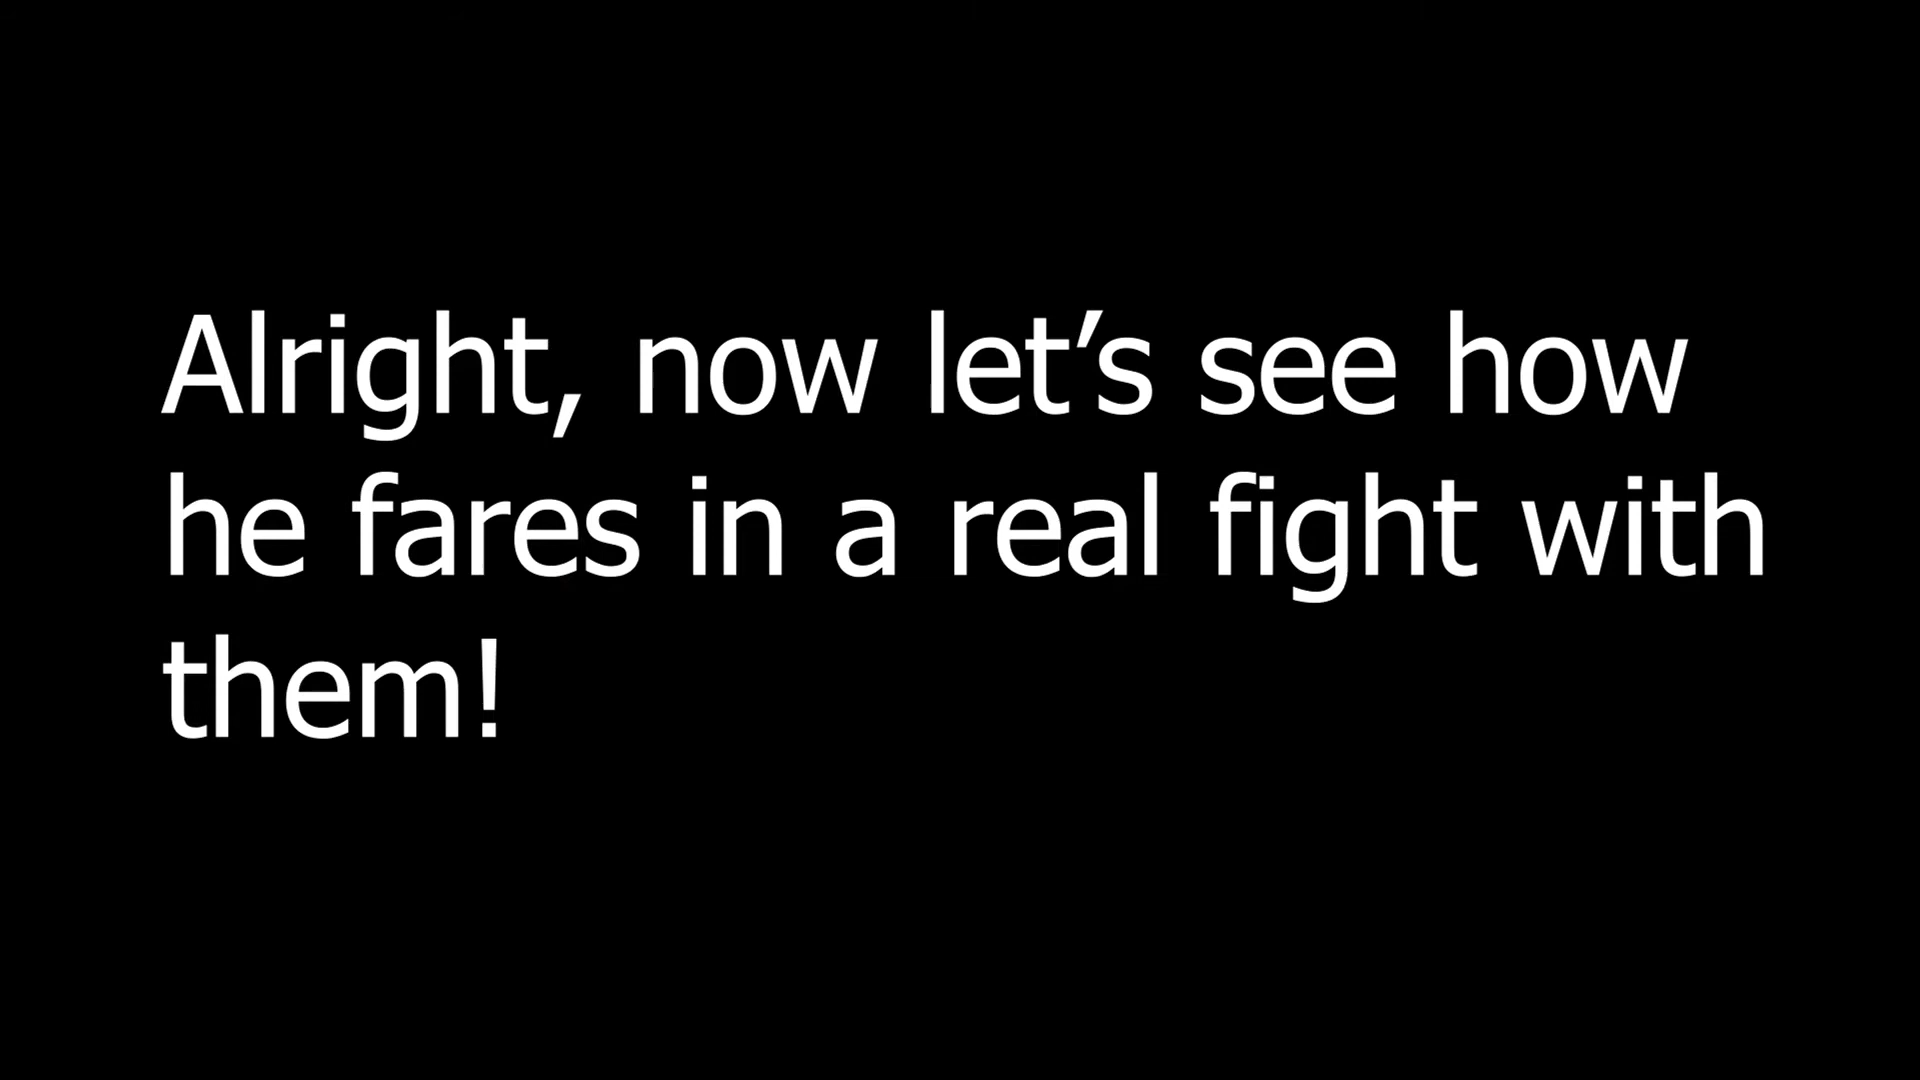 Alright, now let’s see how
he fares in a real fight with
them!